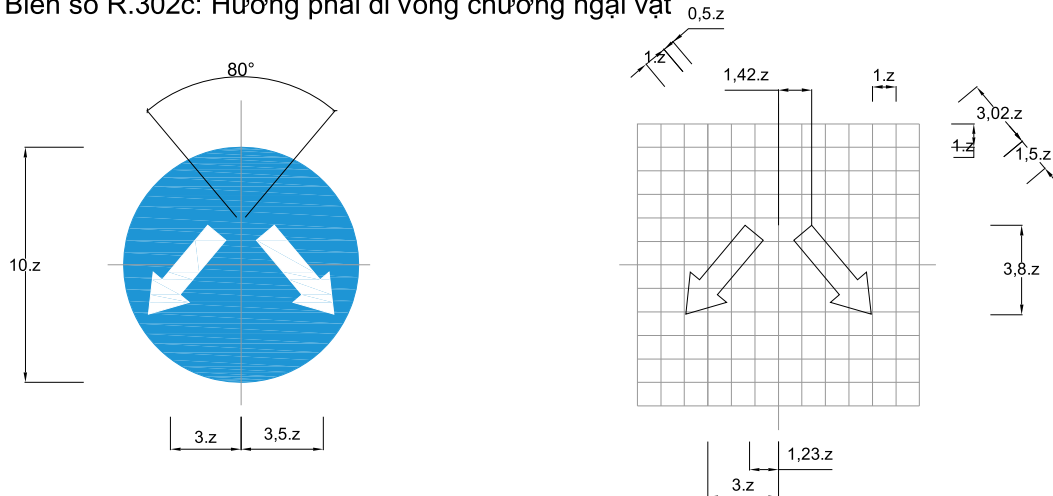 Biển số R.302c: Hướng phải đi vòng chướng ngại vật
0,5.z
1.z
80°
1,42.z
1.z
3,02.z
1.z
1,5.z
10.z
3,8.z
3.z
3,5.z
1,23.z
3.z